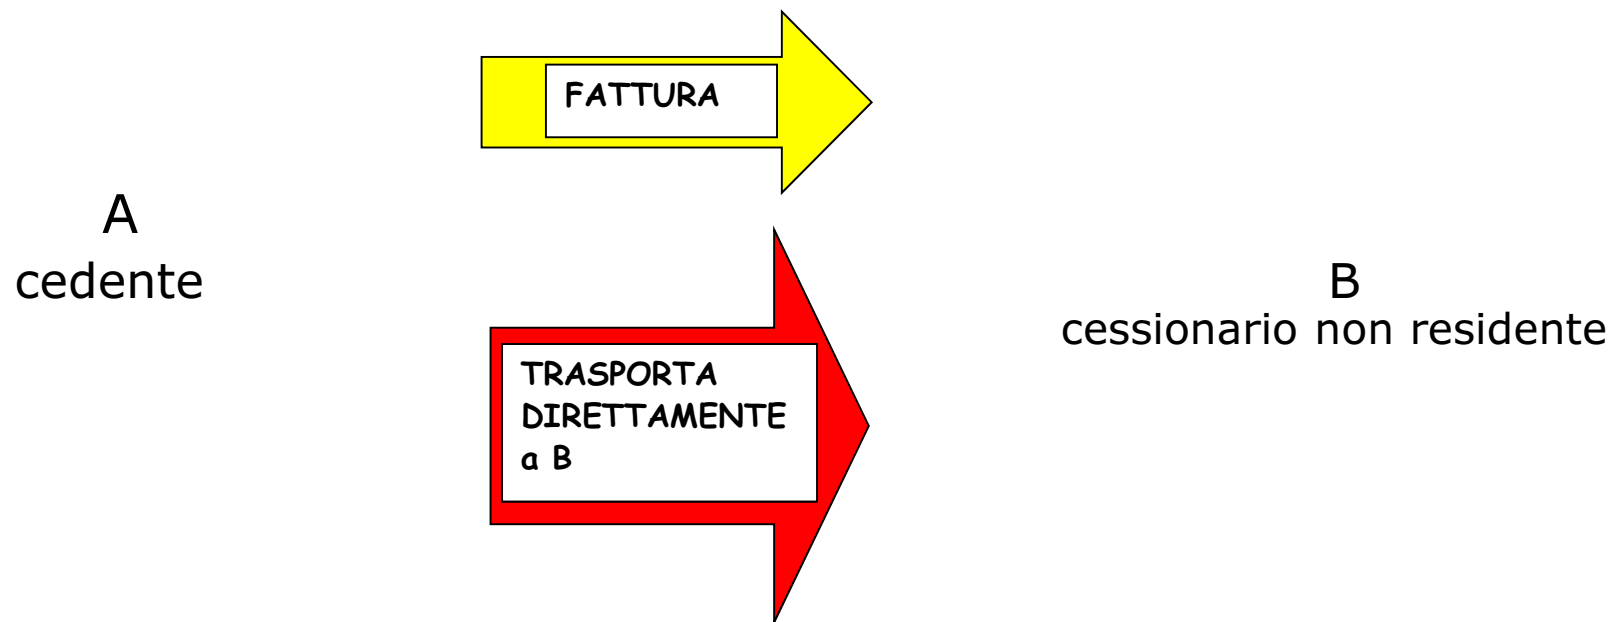 FATTURA
A
cedente
TRASPORTA
DIRETTAMENTE
a B
B
cessionario non residente